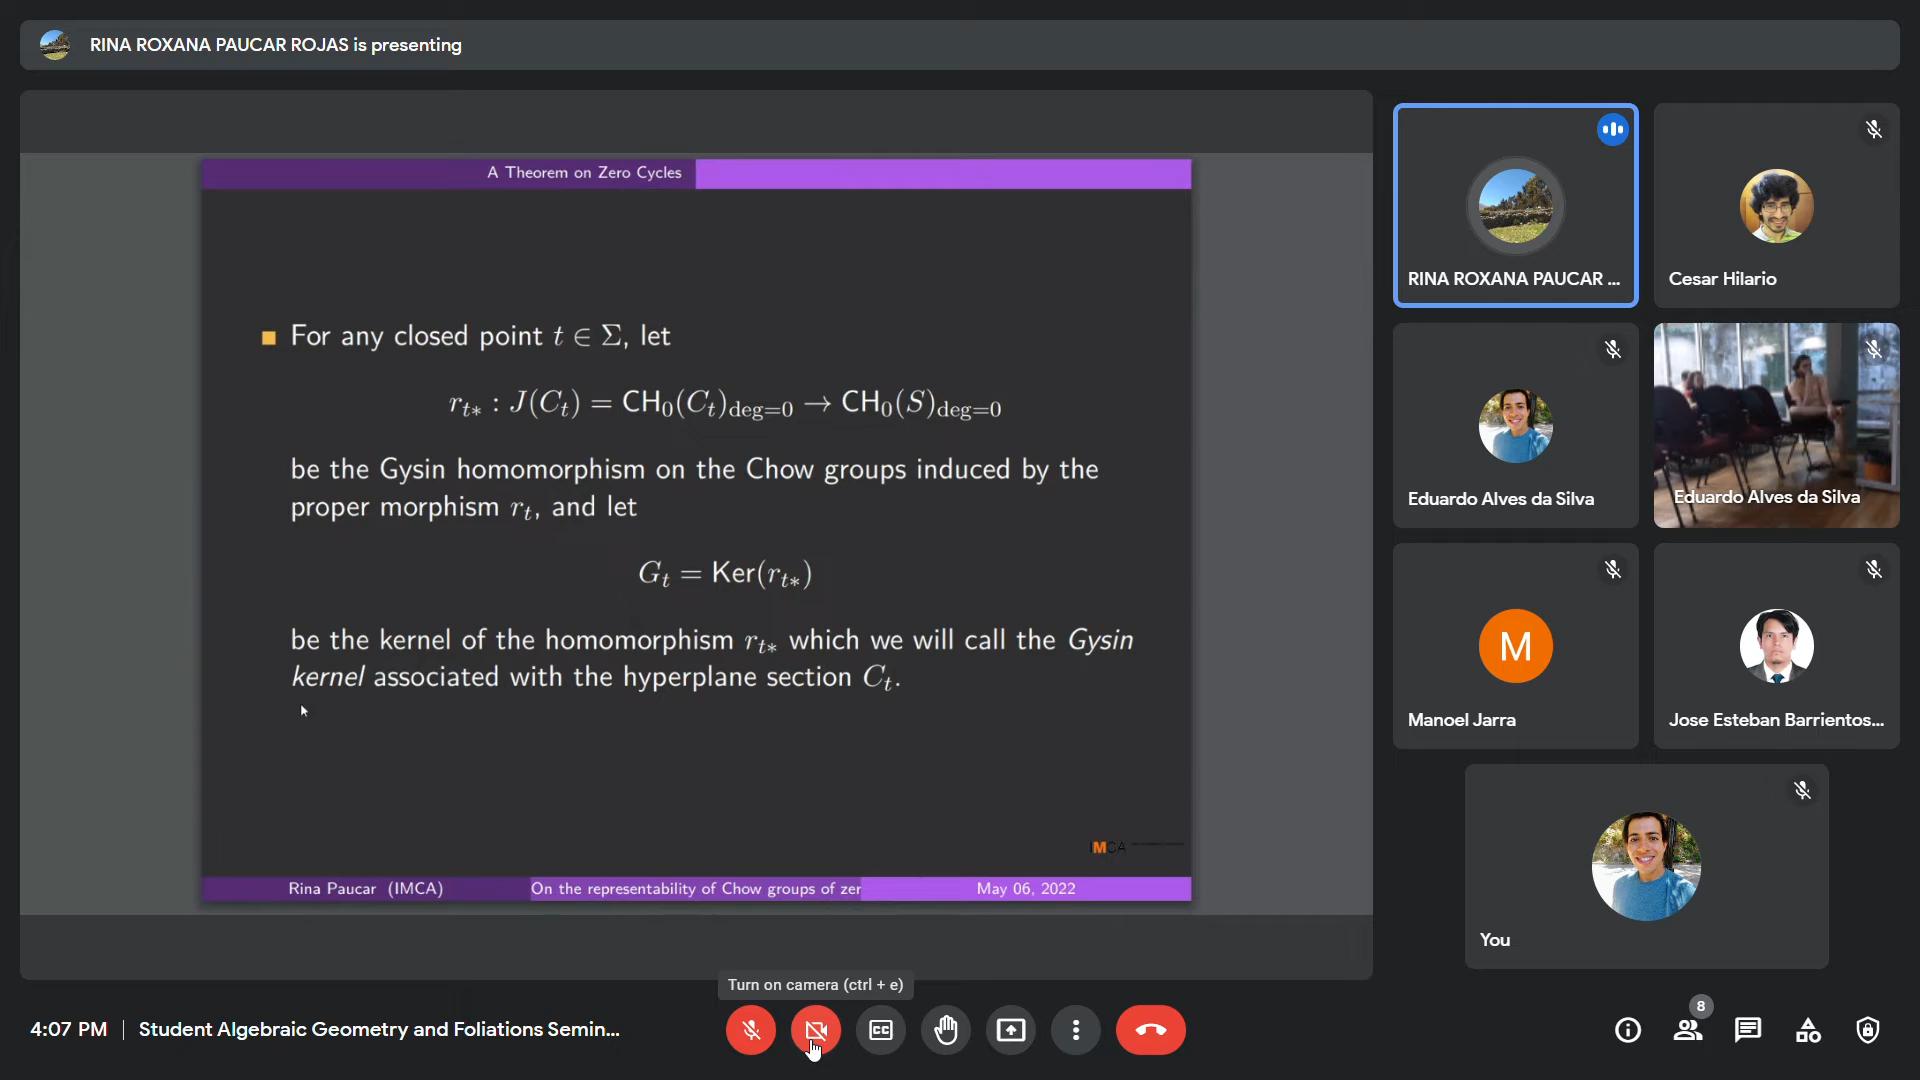 RINA ROXANA PAUCAR ROJAS is presenting
A Theorem on Zero Cycles
For any closed point t ∈ Σ, let
r_{t*} : J(C_t) = CH_0(C_t)_{deg=0} → CH_0(S)_{deg=0}
be the Gysin homomorphism on the Chow groups induced by the
proper morphism r_t, and let
G_t = Ker(r_{t*})
be the kernel of the homomorphism r_{t*} which we will call the Gysin
kernel associated with the hyperplane section C_t.
IMCA
Rina Paucar (IMCA)
On the representability of Chow groups of zer
May 06, 2022
RINA ROXANA PAUCAR ...
Cesar Hilario
Eduardo Alves da Silva
Eduardo Alves da Silva
M
Manoel Jarra
Jose Esteban Barrientos...
You
Turn on camera (ctrl + e)
4:07 PM
Student Algebraic Geometry and Foliations Semin...
CC
8